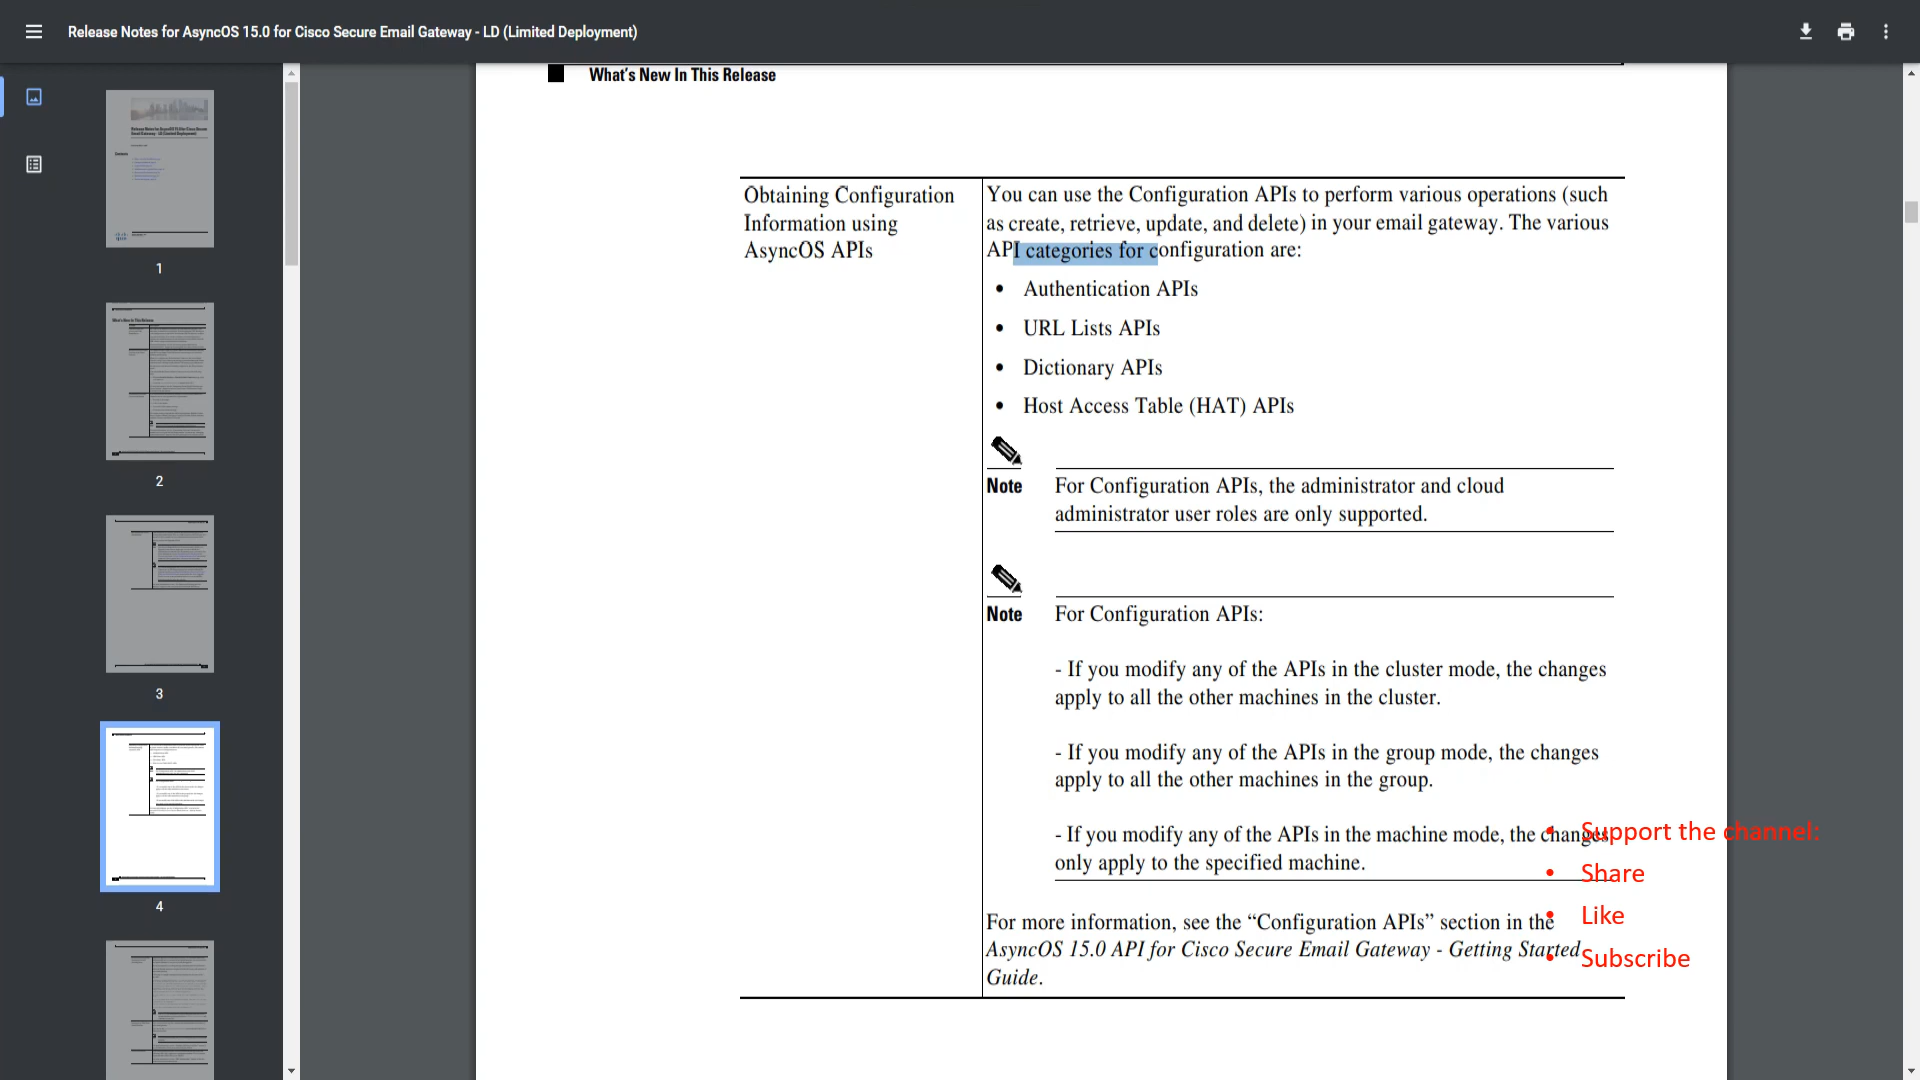 Release Notes for AsyncOS 15.0 for Cisco Secure Email Gateway - LD (Limited Deployment)
What's New In This Release
Obtaining Configuration
Information using
AsyncOS APIs
You can use the Configuration APIs to perform various operations (such
as create, retrieve, update, and delete) in your email gateway. The various
API categories for configuration are:
• Authentication APIs
• URL Lists APIs
• Dictionary APIs
• Host Access Table (HAT) APIs
Note For Configuration APIs, the administrator and cloud
administrator user roles are only supported.
Note For Configuration APIs:
- If you modify any of the APIs in the cluster mode, the changes
apply to all the other machines in the cluster.
- If you modify any of the APIs in the group mode, the changes
apply to all the other machines in the group.
- If you modify any of the APIs in the machine mode, the changes
only apply to the specified machine.
For more information, see the “Configuration APIs” section in the
AsyncOS 15.0 API for Cisco Secure Email Gateway - Getting Started
Guide.
• Support the channel:
• Share
• Like
• Subscribe
1
2
3
4